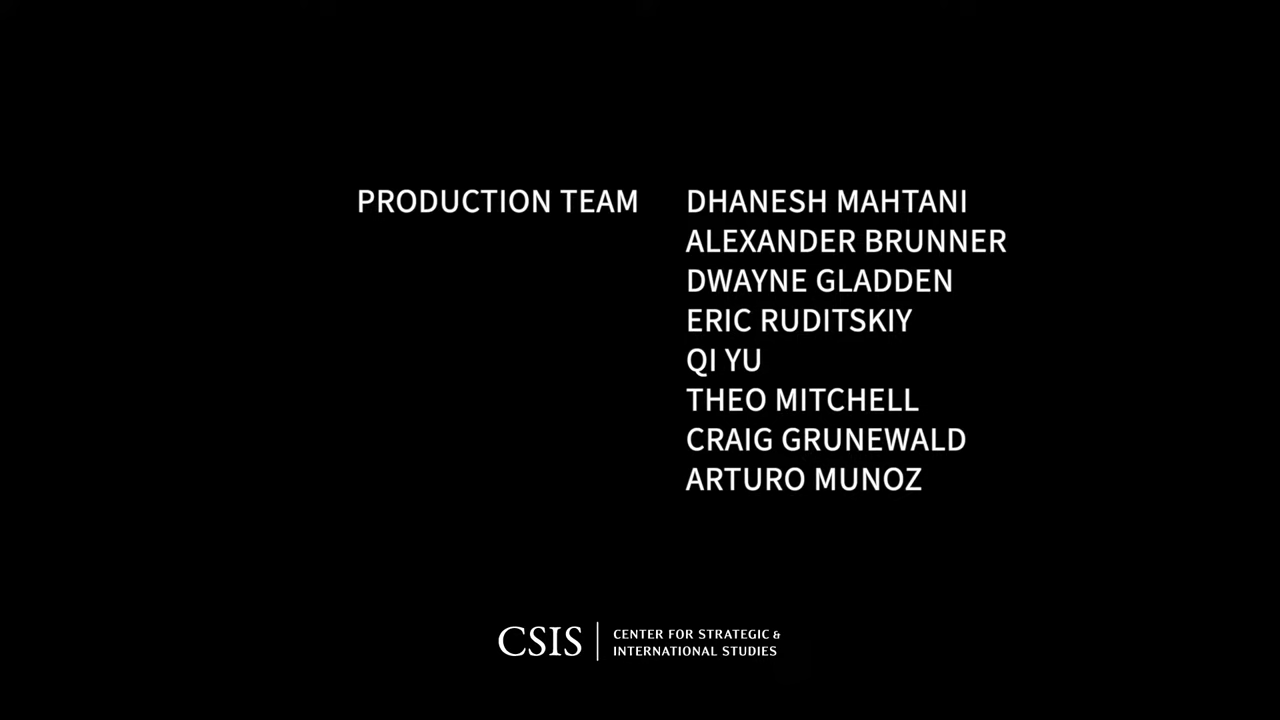 PRODUCTION TEAM DHANESH MAHTANI
ALEXANDER BRUNNER
DWAYNE GLADDEN
ERIC RUDITSKIY
QI YU
THEO MITCHELL
CRAIG GRUNEWALD
ARTURO MUNOZ
CSIS CENTER FOR STRATEGIC &
INTERNATIONAL STUDIES